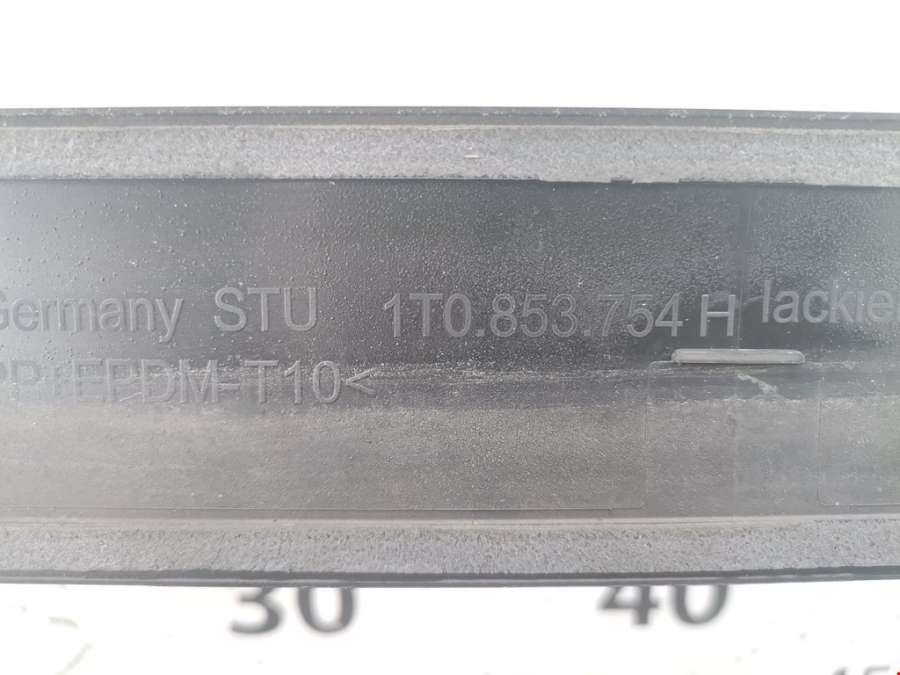 Germany STU 1T0.853.754 H lackie
PP+EPDM-T10<
30 40